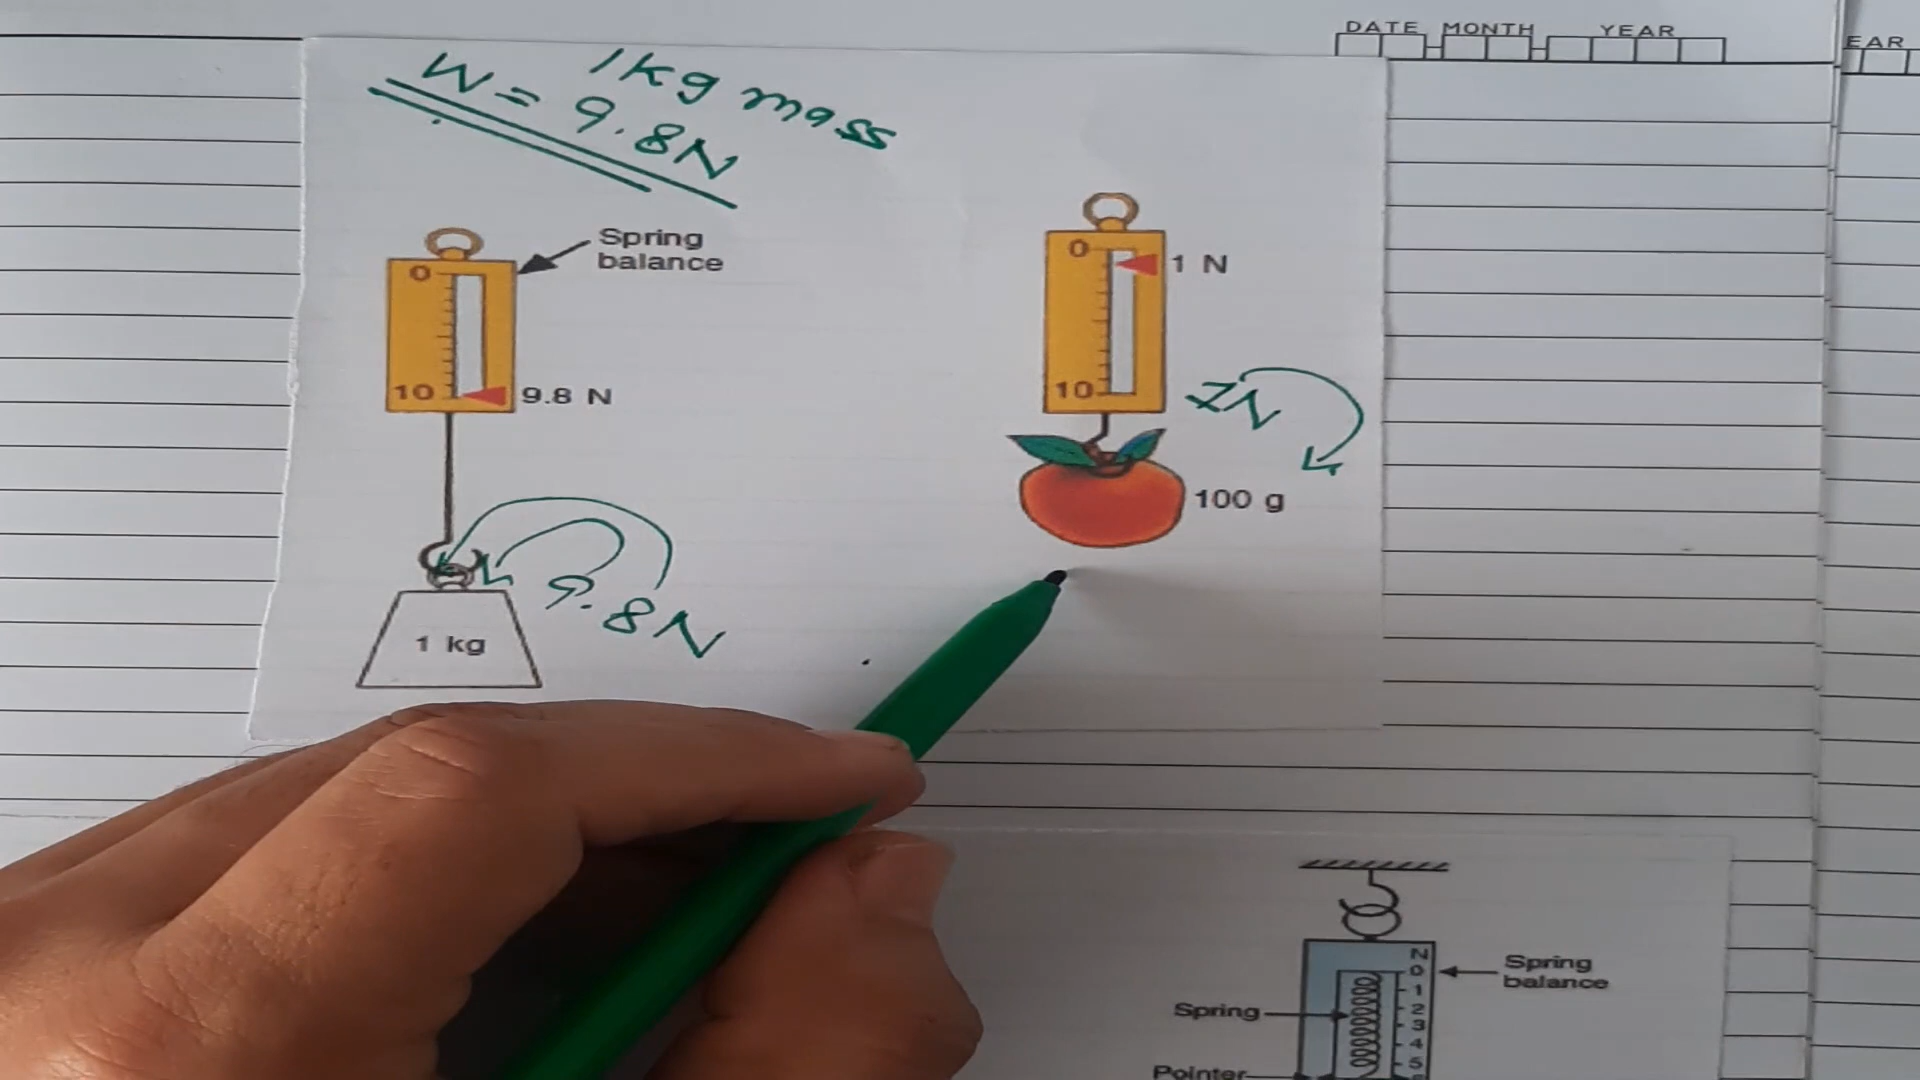 DATE MONTH YEAR
EAR
1kg mass
W = 9.8N
Spring
balance
0
10
9.8 N
9.8N
1 kg
0
1 N
10
1N
100 g
N
0
1
2
3
4
5
Spring
balance
Spring
Pointer